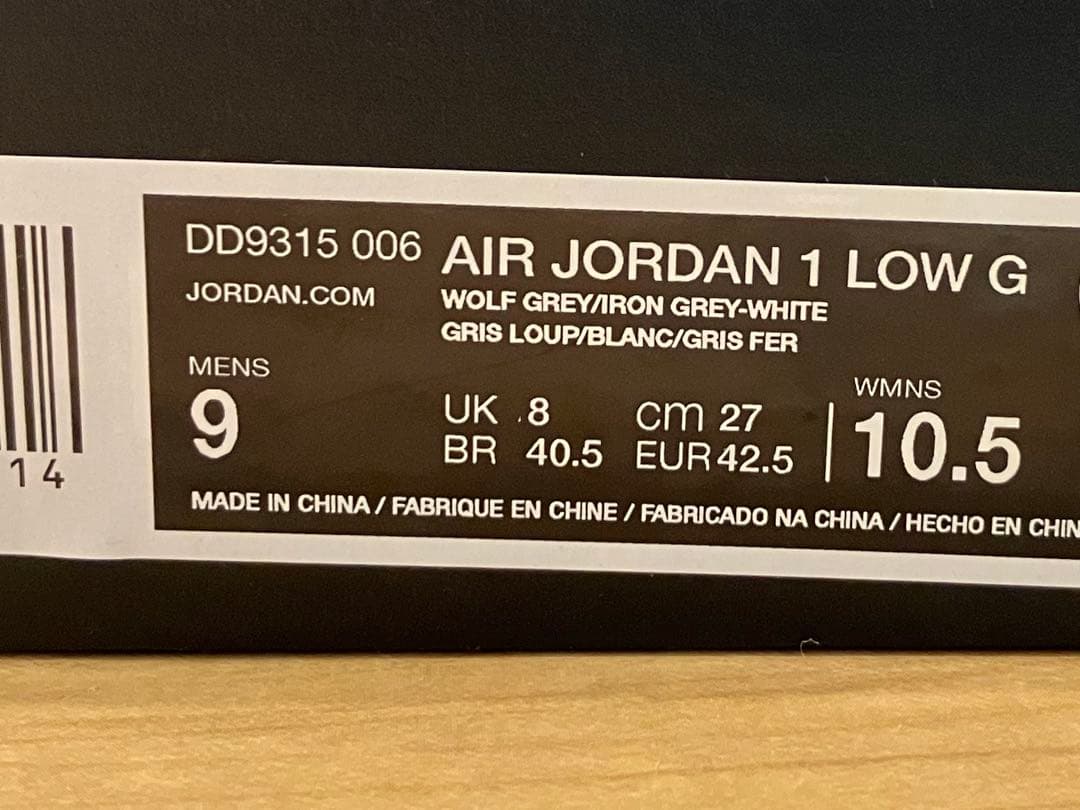 DD9315 006 AIR JORDAN 1 LOW G
JORDAN.COM
WOLF GREY/IRON GREY-WHITE
GRIS LOUP/BLANC/GRIS FER
MENS
9
UK 8 cm 27
BR 40.5 EUR 42.5
WMNS
10.5
14
MADE IN CHINA / FABRIQUE EN CHINE / FABRICADO NA CHINA / HECHO EN CHIN